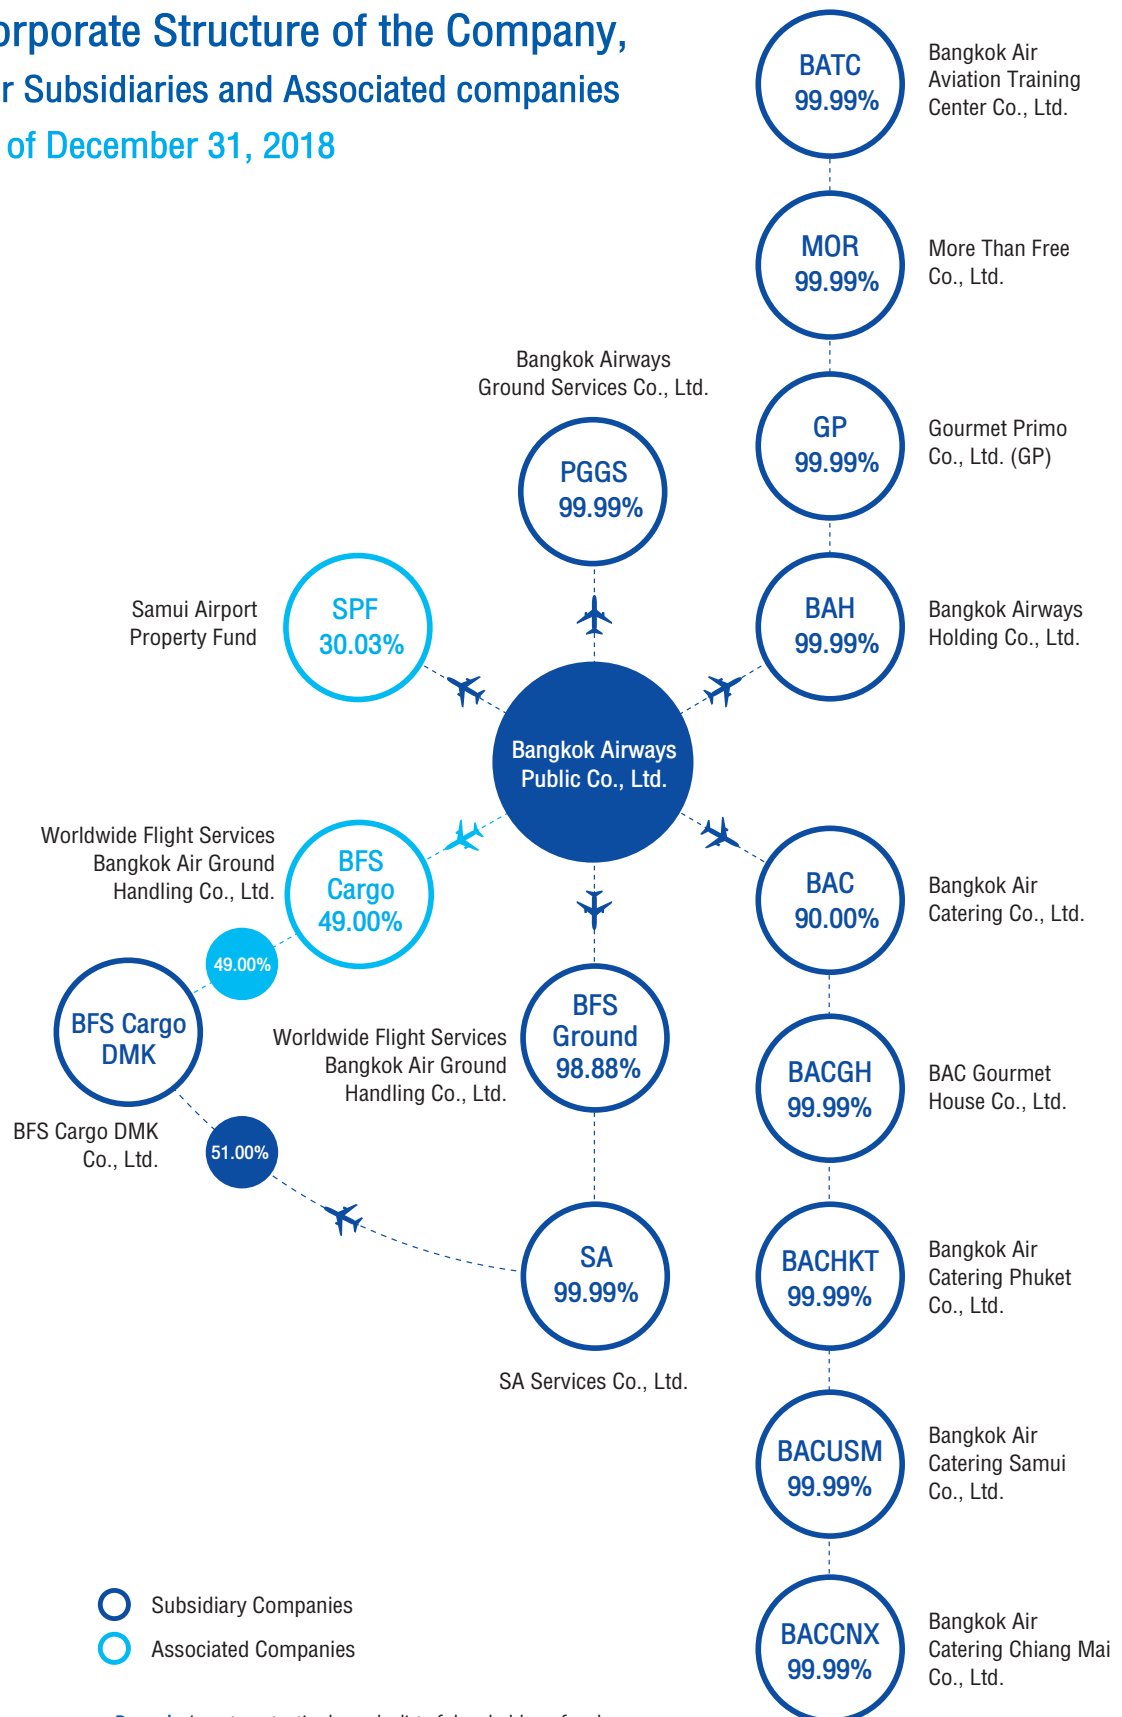 orporate Structure of the Company,
r Subsidiaries and Associated companies
of December 31, 2018
BATC
99.99%
Bangkok Air
Aviation Training
Center Co., Ltd.
MOR
99.99%
More Than Free
Co., Ltd.
Bangkok Airways
Ground Services Co., Ltd.
PGGS
99.99%
GP
99.99%
Gourmet Primo
Co., Ltd. (GP)
Samui Airport
Property Fund
SPF
30.03%
BAH
99.99%
Bangkok Airways
Holding Co., Ltd.
Bangkok Airways
Public Co., Ltd.
Worldwide Flight Services
Bangkok Air Ground
Handling Co., Ltd.
BFS
Cargo
49.00%
BAC
90.00%
Bangkok Air
Catering Co., Ltd.
49.00%
BFS Cargo
DMK
BFS Cargo DMK
Co., Ltd.
51.00%
Worldwide Flight Services
Bangkok Air Ground
Handling Co., Ltd.
BFS
Ground
98.88%
BACGH
99.99%
BAC Gourmet
House Co., Ltd.
SA
99.99%
SA Services Co., Ltd.
BACHKT
99.99%
Bangkok Air
Catering Phuket
Co., Ltd.
BACUSM
99.99%
Bangkok Air
Catering Samui
Co., Ltd.
BACCNX
99.99%
Bangkok Air
Catering Chiang Mai
Co., Ltd.
Subsidiary Companies
Associated Companies